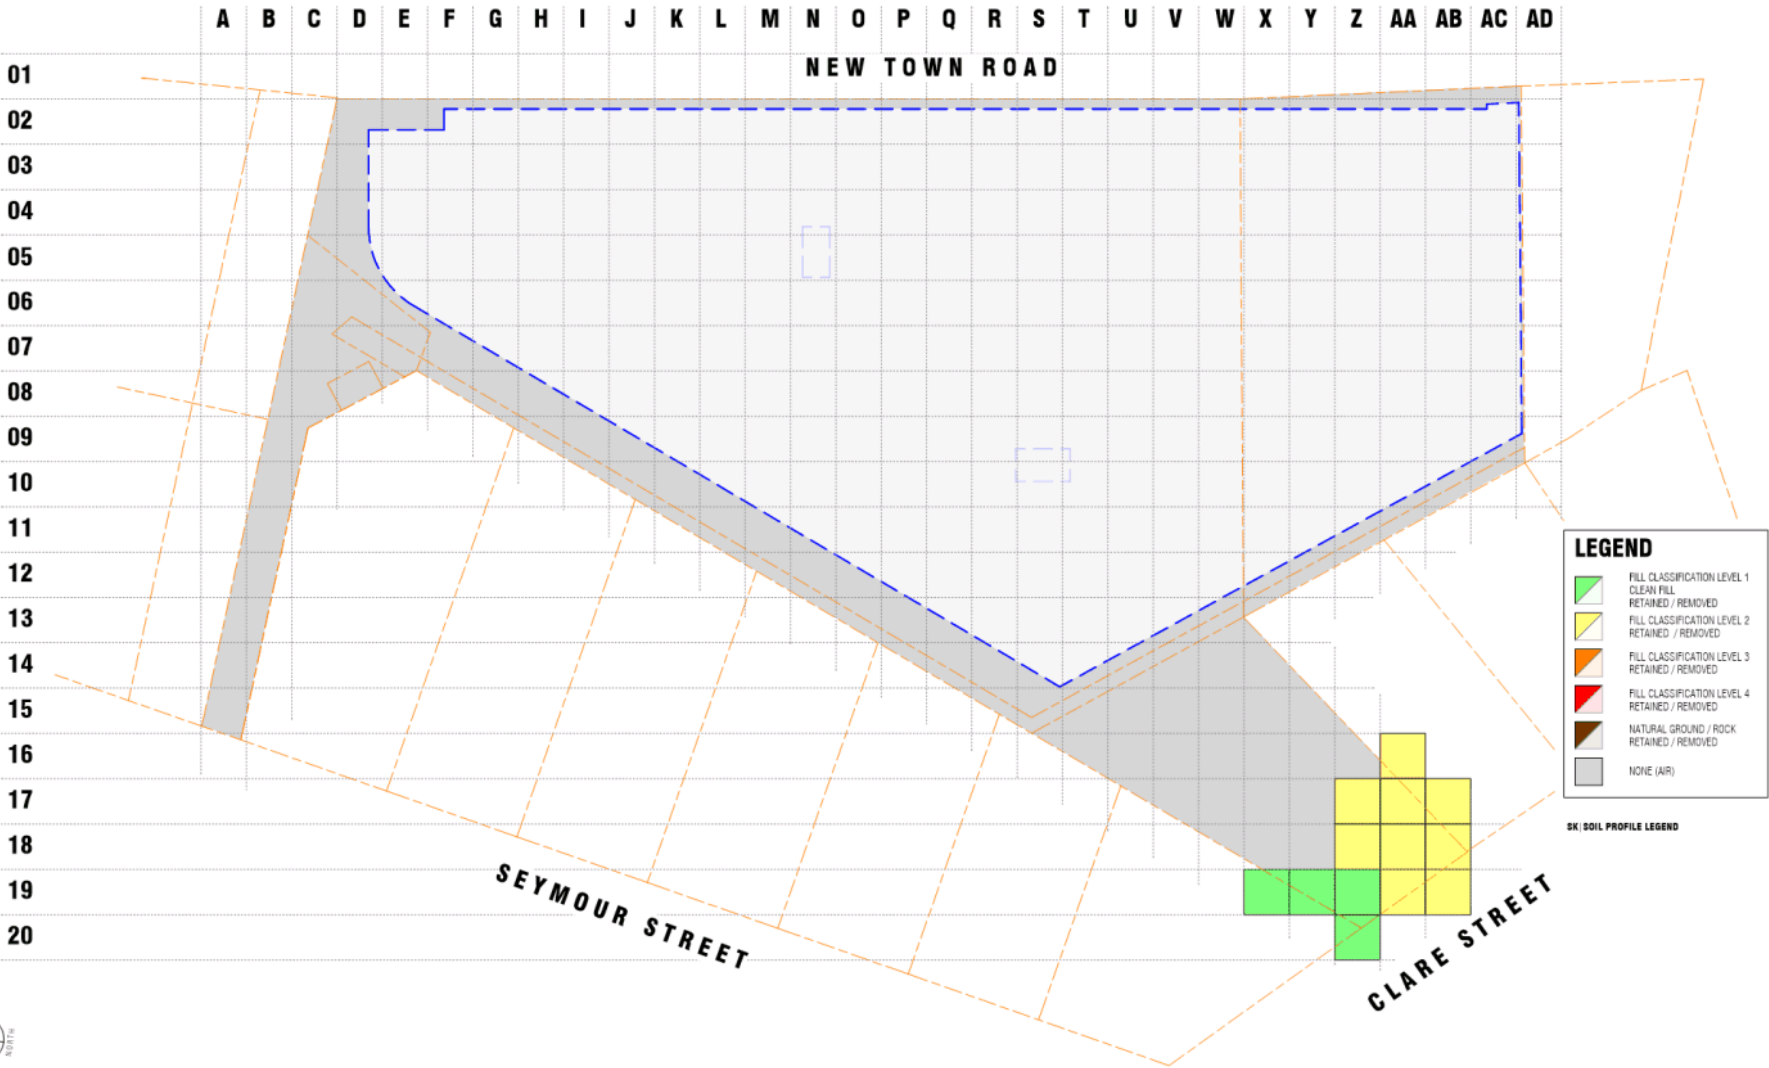 A B C D E F G H I J K L M N O P Q R S T U V W X Y Z AA AB AC AD
NEW TOWN ROAD
01
02
03
04
05
06
07
08
09
10
11
12
13
14
15
16
17
18
19
20
LEGEND
FILL CLASSIFICATION LEVEL 1
CLEAN FILL
RETAINED / REMOVED
FILL CLASSIFICATION LEVEL 2
RETAINED / REMOVED
FILL CLASSIFICATION LEVEL 3
RETAINED / REMOVED
FILL CLASSIFICATION LEVEL 4
RETAINED / REMOVED
NATURAL GROUND / ROCK
RETAINED / REMOVED
NONE (AIR)
SK| SOIL PROFILE LEGEND
SEYMOUR STREET
CLARE STREET
NORTH